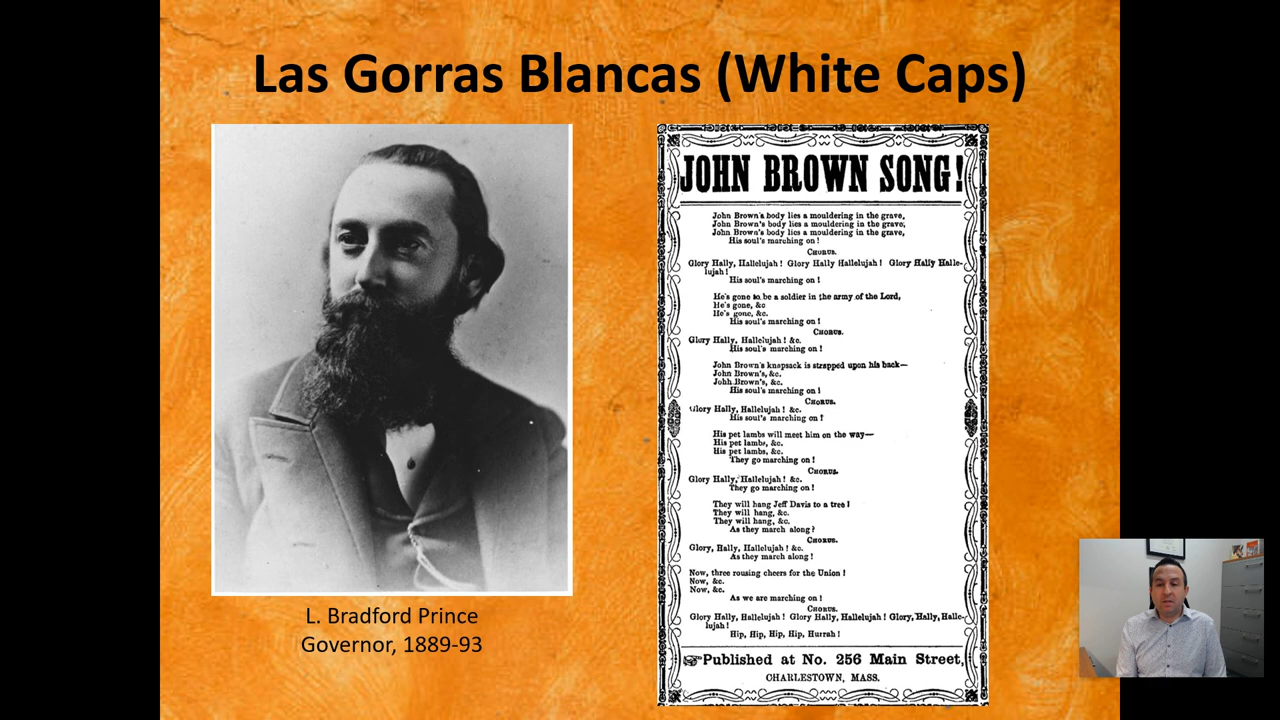 Las Gorras Blancas (White Caps)
L. Bradford Prince
Governor, 1889-93
JOHN BROWN SONG!
John Brown's body lies a mouldering in the grave,
John Brown's body lies a mouldering in the grave,
John Brown's body lies a mouldering in the grave,
His soul's marching on!
CHORUS.
Glory Hally, Hallelujah! Glory Hally Hallelujah! Glory Hally Halle-
lujah!
His soul's marching on!
He's gone to be a soldier in the army of the Lord,
He's gone, &c
He's gone, &c.
His soul's marching on!
CHORUS.
Glory Hally, Hallelujah! &c.
His soul's marching on!
John Brown's knapsack is strapped upon his back—
John Brown's, &c.
John Brown's, &c.
His soul's marching on!
CHORUS.
Glory Hally, Hallelujah! &c.
His soul's marching on!
His pet lambs will meet him on the way—
His pet lambs, &c.
His pet lambs, &c.
They go marching on!
CHORUS.
Glory Hally, Hallelujah! &c.
They go marching on!
They will hang Jeff Davis to a tree!
They will hang, &c.
They will hang, &c.
As they march along!
CHORUS.
Glory, Hally, Hallelujah! &c.
As they march along!
Now, three rousing cheers for the Union!
Now, &c.
Now, &c.
As we are marching on!
CHORUS.
Glory Hally, Hallelujah! Glory Hally, Hallelujah! Glory, Hally, Halle-
lujah!
Hip, Hip, Hip, Hip, Hurrah!
☞Published at No. 256 Main Street,
CHARLESTOWN, MASS.